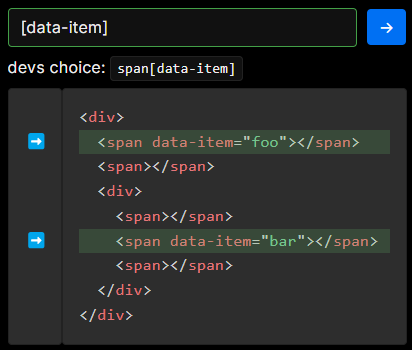 [data-item]
devs choice: span[data-item]
<div>
  <span data-item="foo"></span>
  <span></span>
  <div>
    <span></span>
    <span data-item="bar"></span>
    <span></span>
  </div>
</div>